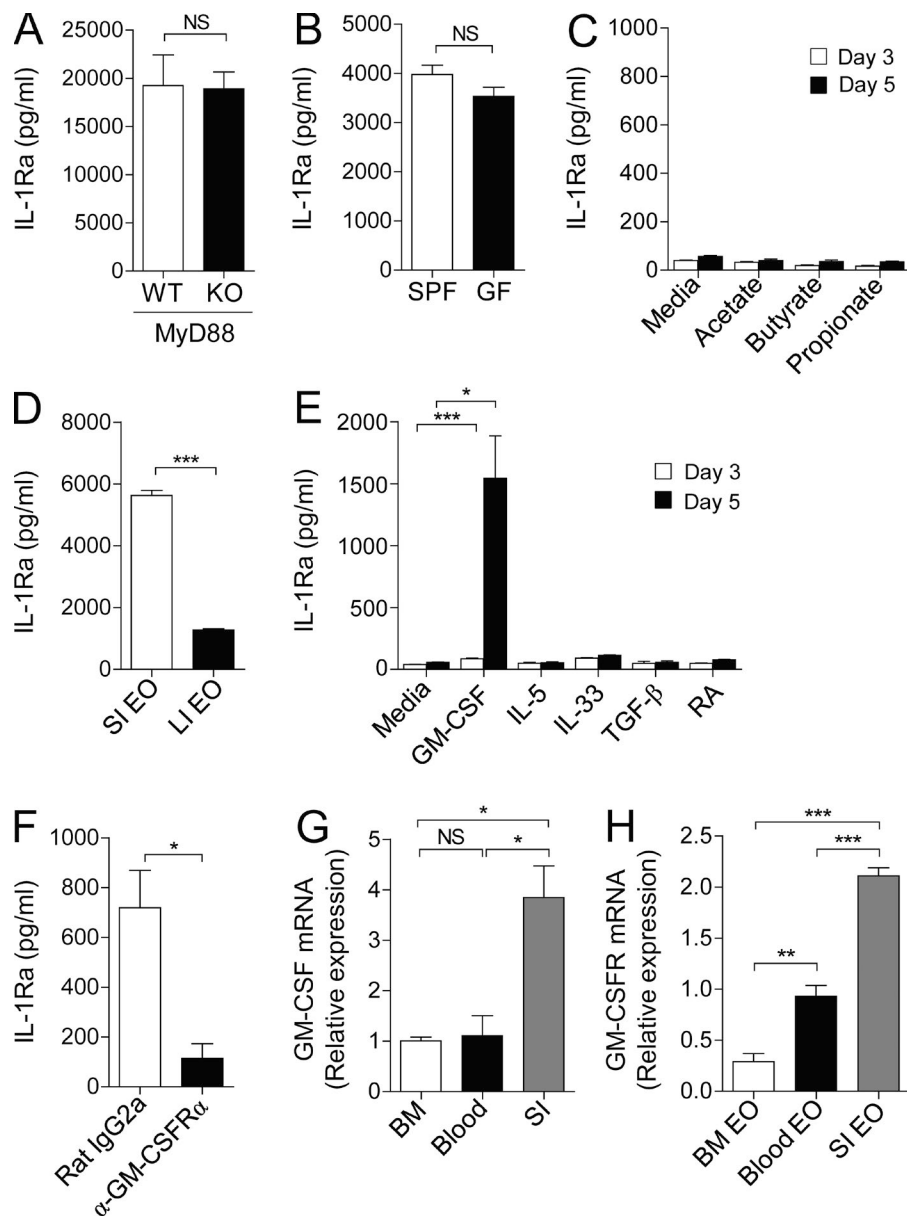 A
IL-1Ra (pg/ml)
25000
20000
15000
10000
5000
0
NS
WT KO
MyD88
B
IL-1Ra (pg/ml)
5000
4000
3000
2000
1000
0
NS
SPF GF
C
IL-1Ra (pg/ml)
1000
800
600
400
200
0
Day 3
Day 5
Media
Acetate
Butyrate
Propionate
D
IL-1Ra (pg/ml)
8000
6000
4000
2000
0
***
SI EO
LI EO
E
IL-1Ra (pg/ml)
2000
1500
1000
500
0
*
***
Day 3
Day 5
Media
GM-CSF
IL-5
IL-33
TGF-β
RA
F
IL-1Ra (pg/ml)
1000
800
600
400
200
0
*
Rat IgG2a
α-GM-CSFRα
G
GM-CSF mRNA
(Relative expression)
5
4
3
2
1
0
*
NS
*
BM
Blood
SI
H
GM-CSFR mRNA
(Relative expression)
2.5
2.0
1.5
1.0
0.5
0.0
***
***
**
BM EO
Blood EO
SI EO